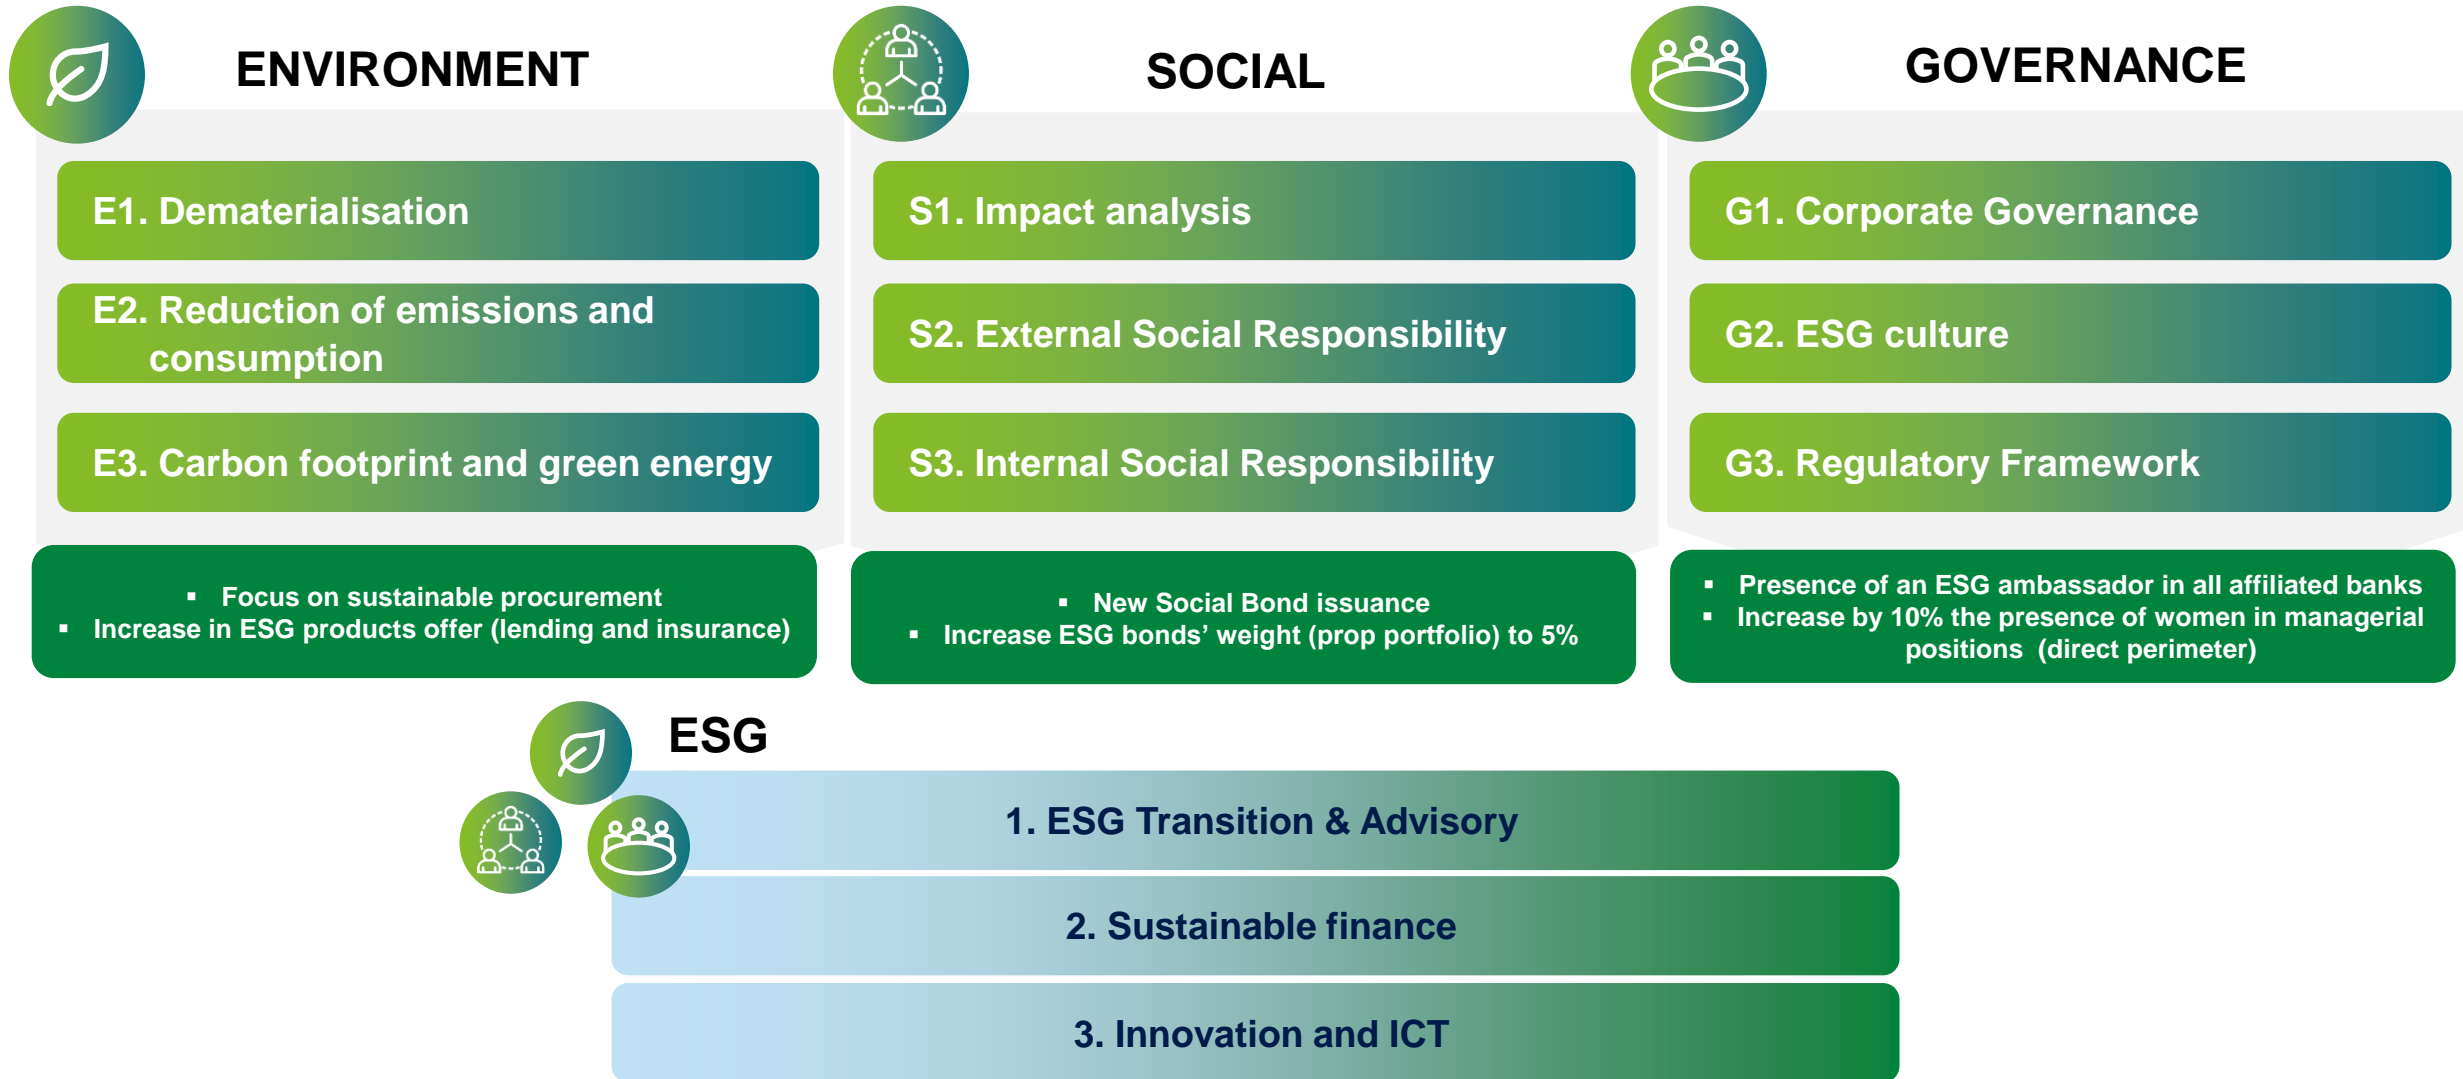 ENVIRONMENT
E1. Dematerialisation
E2. Reduction of emissions and
consumption
E3. Carbon footprint and green energy
▪ Focus on sustainable procurement
▪ Increase in ESG products offer (lending and insurance)
SOCIAL
S1. Impact analysis
S2. External Social Responsibility
S3. Internal Social Responsibility
▪ New Social Bond issuance
▪ Increase ESG bonds’ weight (prop portfolio) to 5%
GOVERNANCE
G1. Corporate Governance
G2. ESG culture
G3. Regulatory Framework
▪ Presence of an ESG ambassador in all affiliated banks
▪ Increase by 10% the presence of women in managerial
positions (direct perimeter)
ESG
1. ESG Transition & Advisory
2. Sustainable finance
3. Innovation and ICT